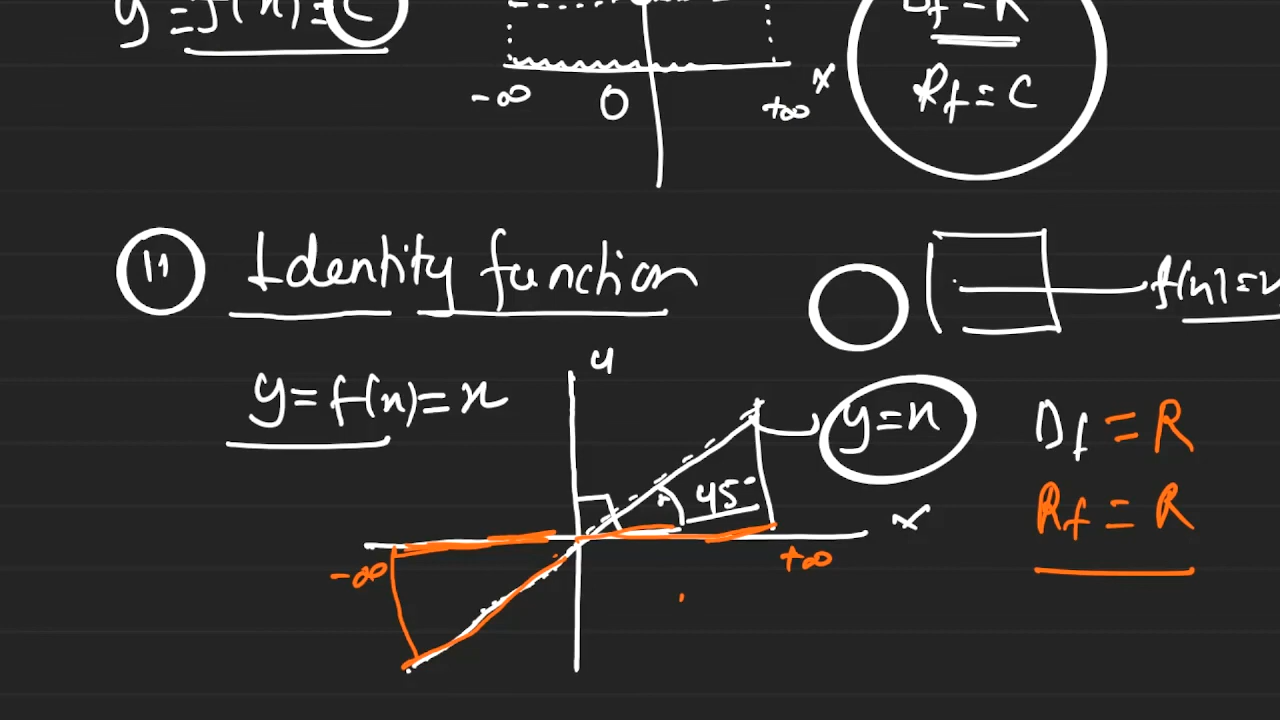 y = f(x) = C
Df = R
x
-∞ 0 +∞
Rf = C
11 Identity function
f(x) = x
y
y = f(x) = x
y = x
Df = R
45°
x
Rf = R
-∞ +∞